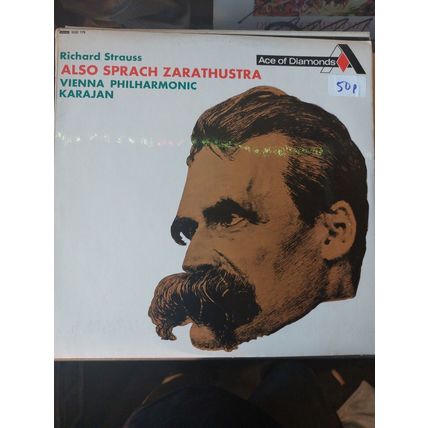 Richard Strauss
ALSO SPRACH ZARATHUSTRA
VIENNA PHILHARMONIC
KARAJAN
Ace of Diamonds
50p